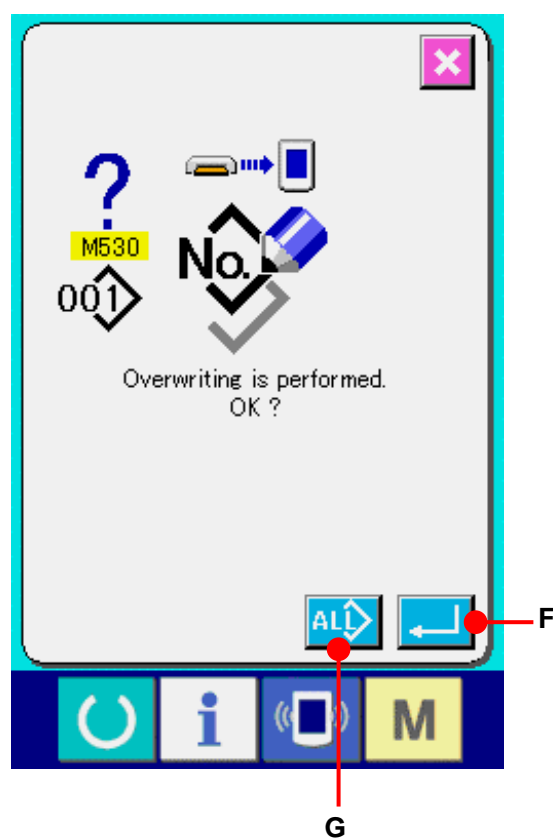 ?
M530
001
No.
Overwriting is performed.
OK ?
ALL
F
i
M
G